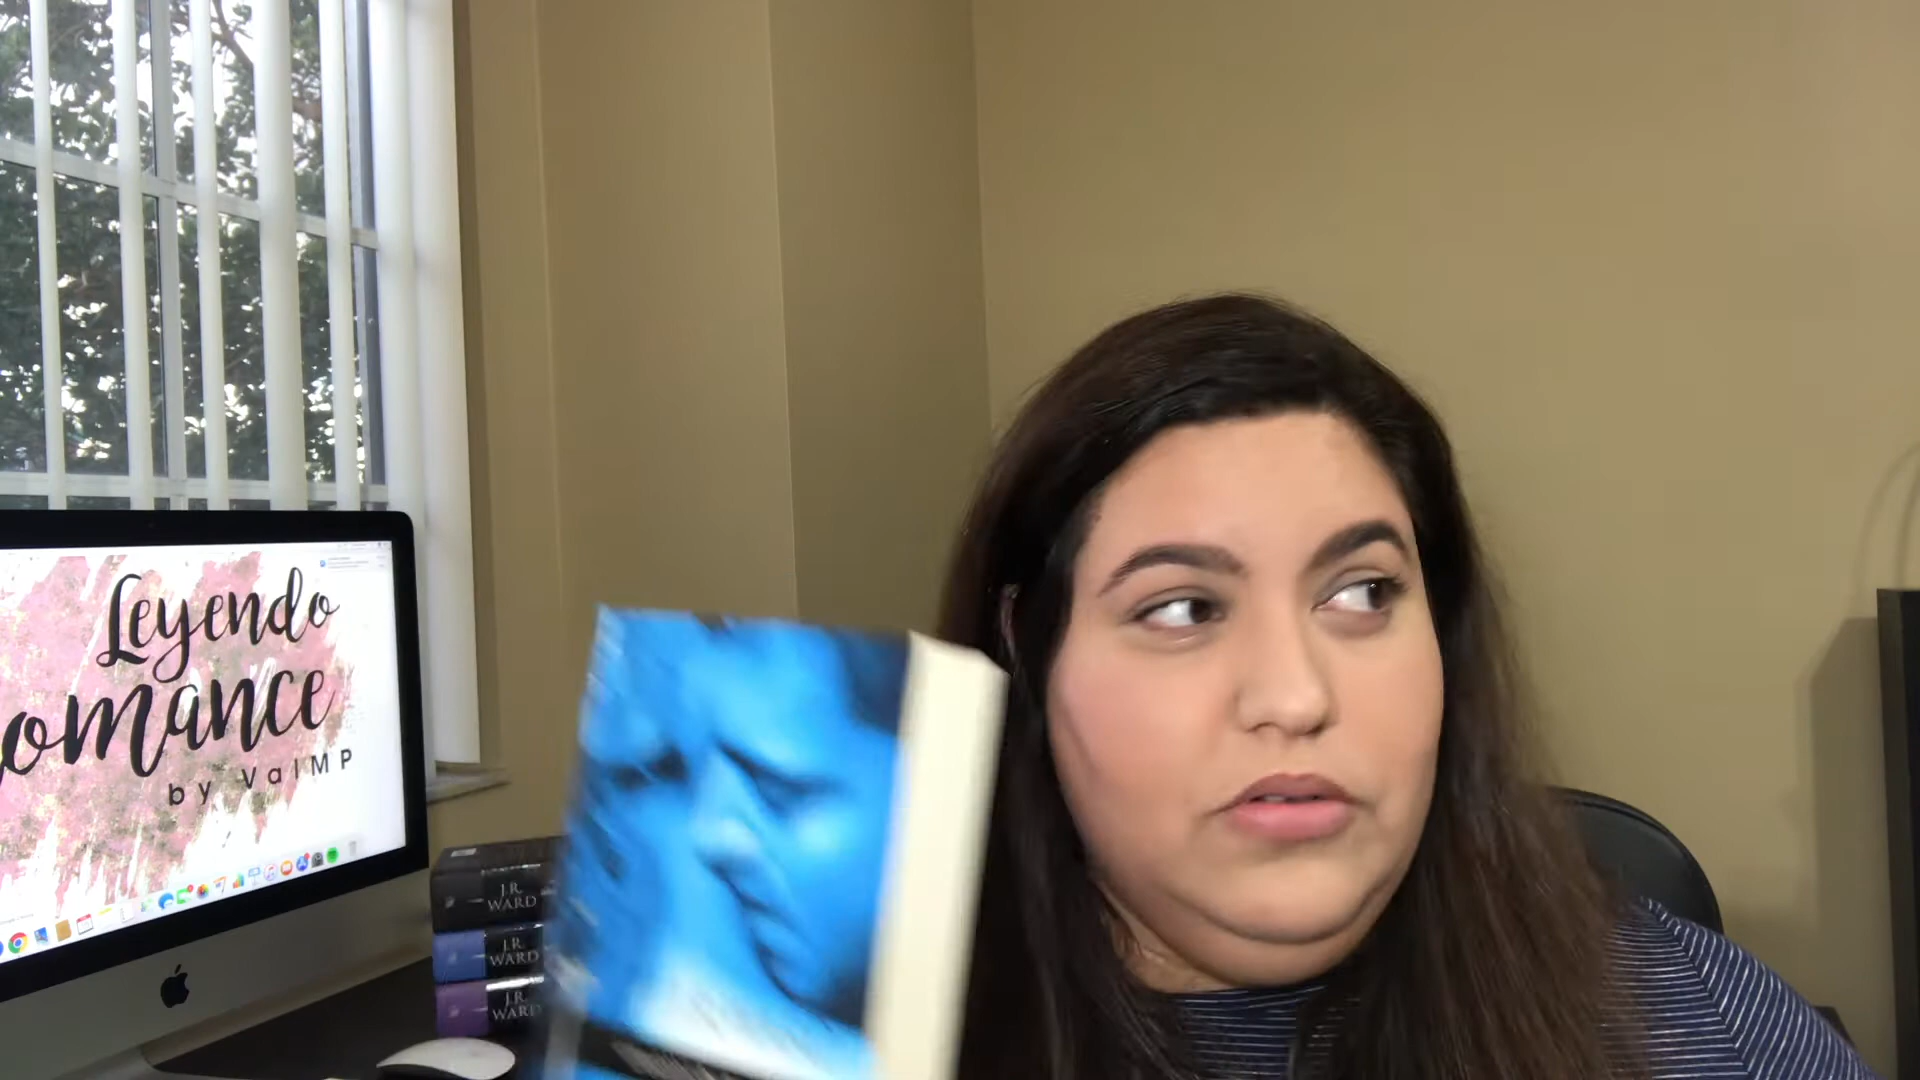 Leyendo
omance
by ValMP
J.R.
WARD
J.R.
WARD
J.R.
WARD